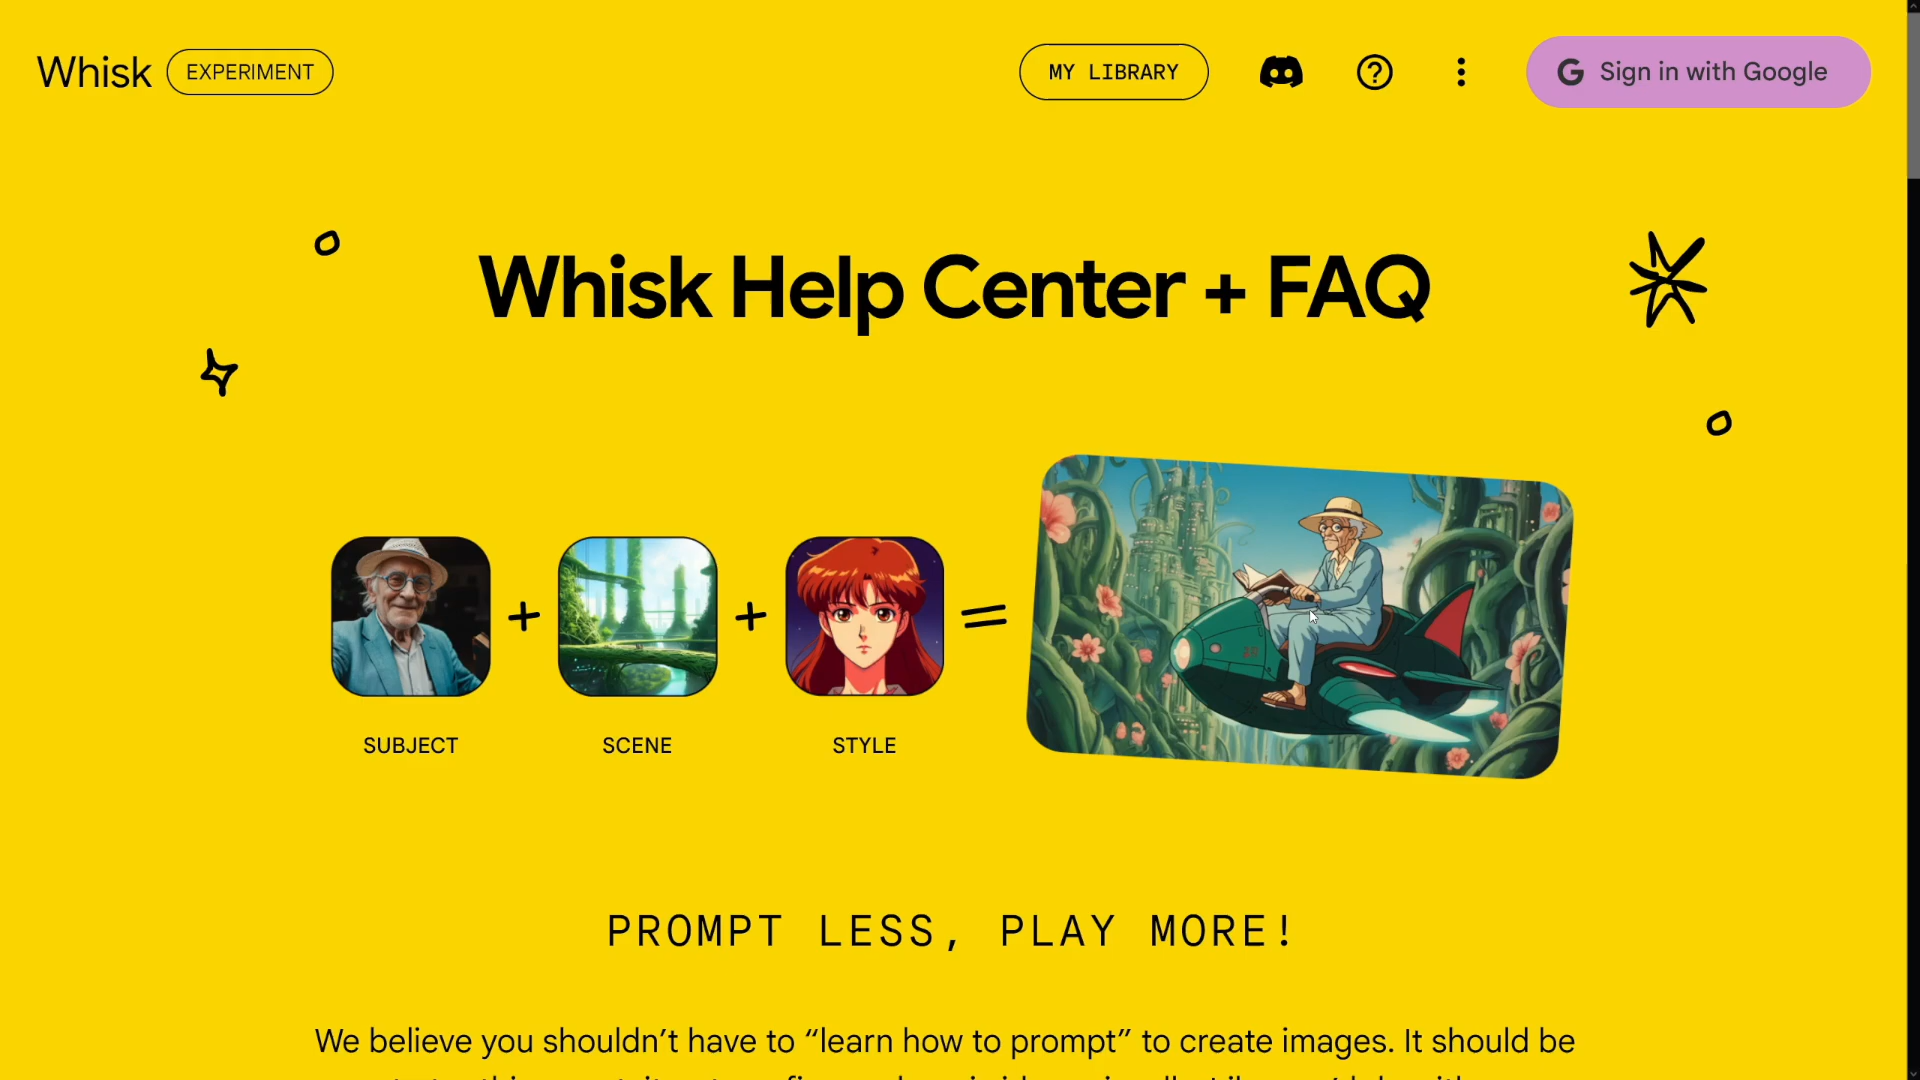 Whisk EXPERIMENT MY LIBRARY Sign in with Google
Whisk Help Center + FAQ
+ + =
SUBJECT SCENE STYLE
PROMPT LESS, PLAY MORE!
We believe you shouldn’t have to “learn how to prompt” to create images. It should be